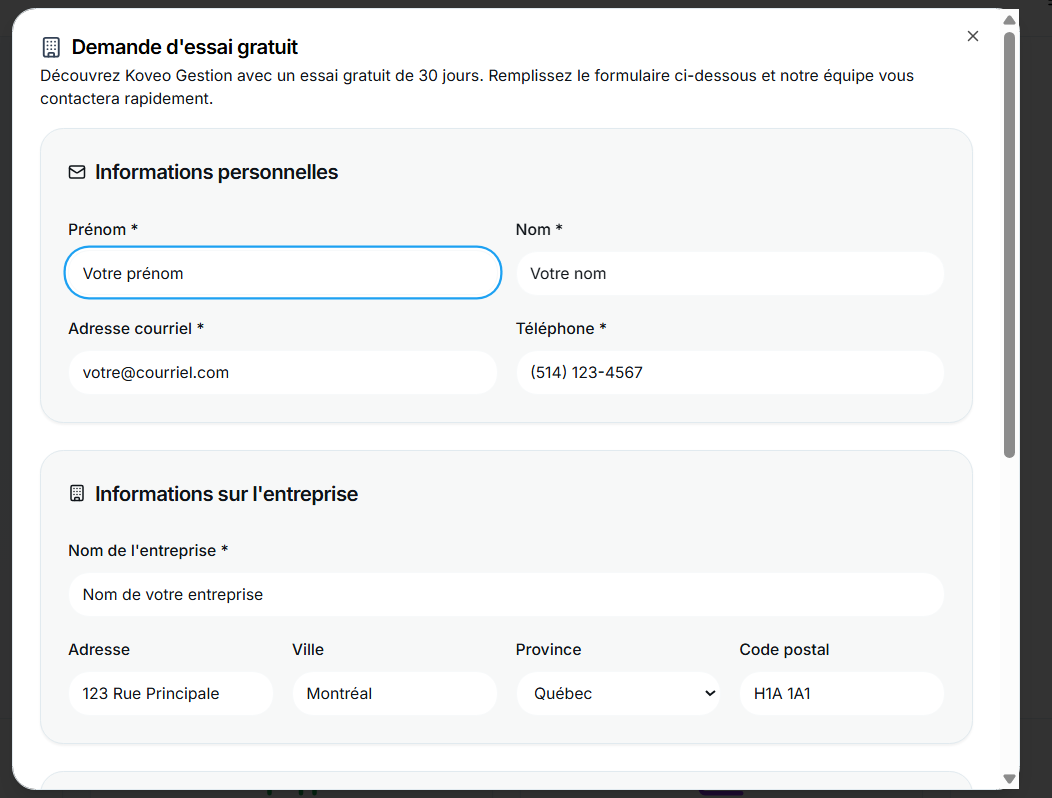 Demande d'essai gratuit
Découvrez Koveo Gestion avec un essai gratuit de 30 jours. Remplissez le formulaire ci-dessous et notre équipe vous
contactera rapidement.
Informations personnelles
Prénom *
Nom *
Votre prénom
Votre nom
Adresse courriel *
Téléphone *
votre@courriel.com
(514) 123-4567
Informations sur l'entreprise
Nom de l'entreprise *
Nom de votre entreprise
Adresse
Ville
Province
Code postal
123 Rue Principale
Montréal
Québec
H1A 1A1